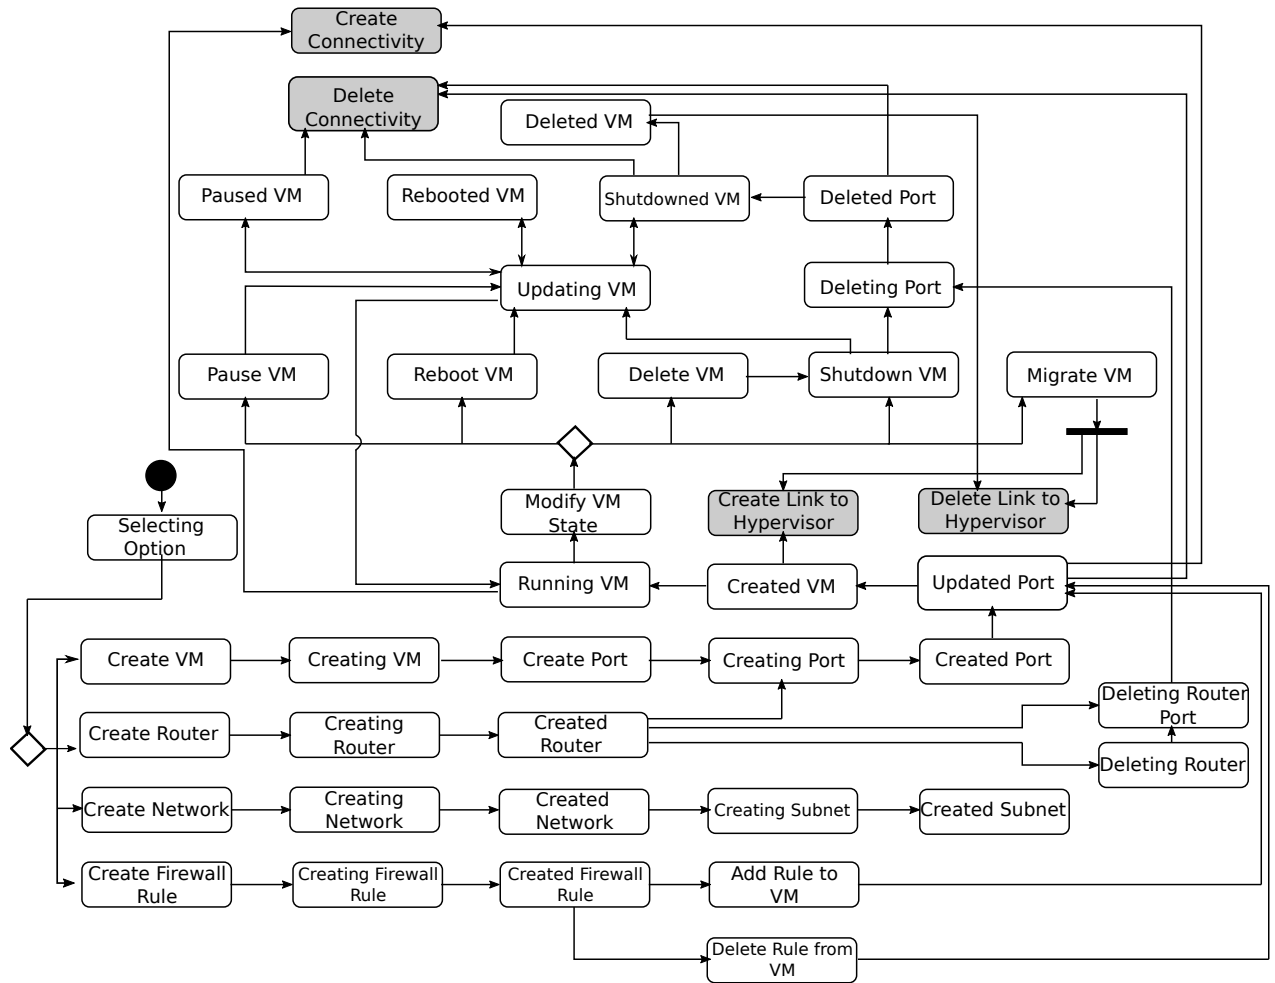 Create
Connectivity
Delete
Connectivity
Deleted VM
Paused VM
Rebooted VM
Shutdowned VM
Deleted Port
Updating VM
Deleting Port
Pause VM
Reboot VM
Delete VM
Shutdown VM
Migrate VM
Selecting
Option
Modify VM
State
Create Link to
Hypervisor
Delete Link to
Hypervisor
Running VM
Created VM
Updated Port
Create VM
Creating VM
Create Port
Creating Port
Created Port
Create Router
Creating
Router
Created
Router
Deleting Router
Port
Deleting Router
Create Network
Creating
Network
Created
Network
Creating Subnet
Created Subnet
Create Firewall
Rule
Creating Firewall
Rule
Created Firewall
Rule
Add Rule to
VM
Delete Rule from
VM